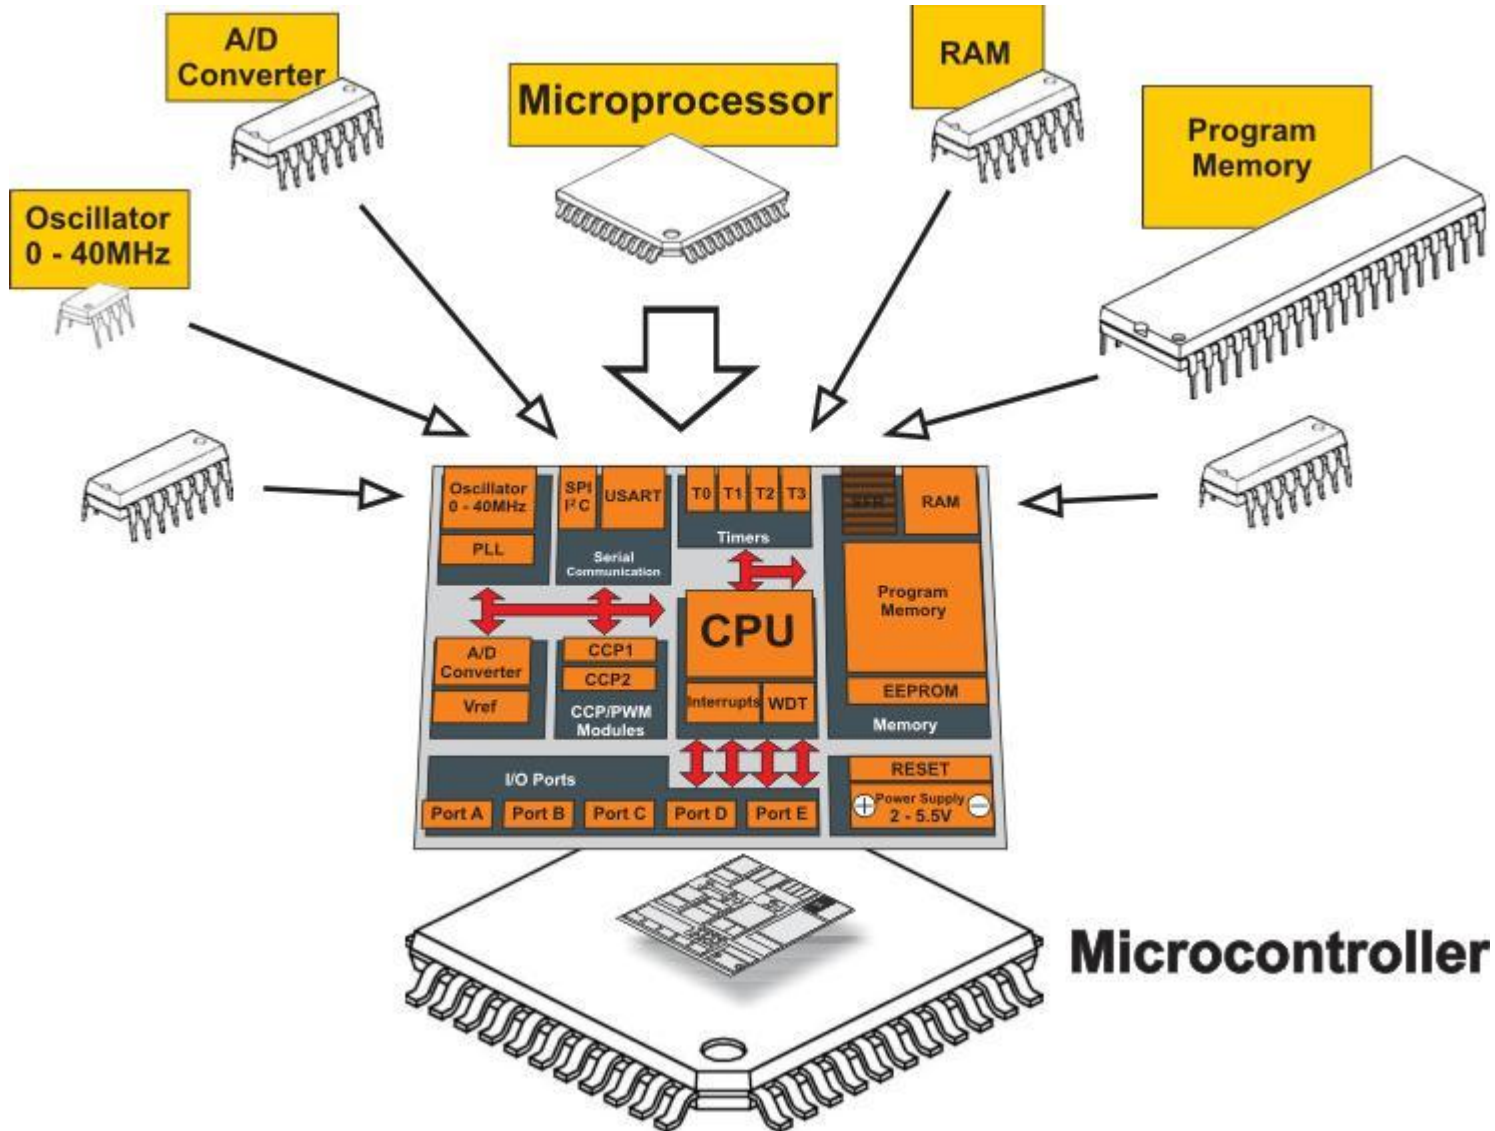 A/D
Converter
Microprocessor
RAM
Program
Memory
Oscillator
0 - 40MHz
Oscillator
0 - 40MHz
PLL
SPI
I²C
USART
Serial
Communication
T0 T1 T2 T3
Timers
RAM
Program
Memory
EEPROM
Memory
CPU
Interrupts WDT
A/D
Converter
Vref
CCP1
CCP2
CCP/PWM
Modules
I/O Ports
Port A Port B Port C Port D Port E
RESET
+ Power Supply −
2 - 5.5V
Microcontroller